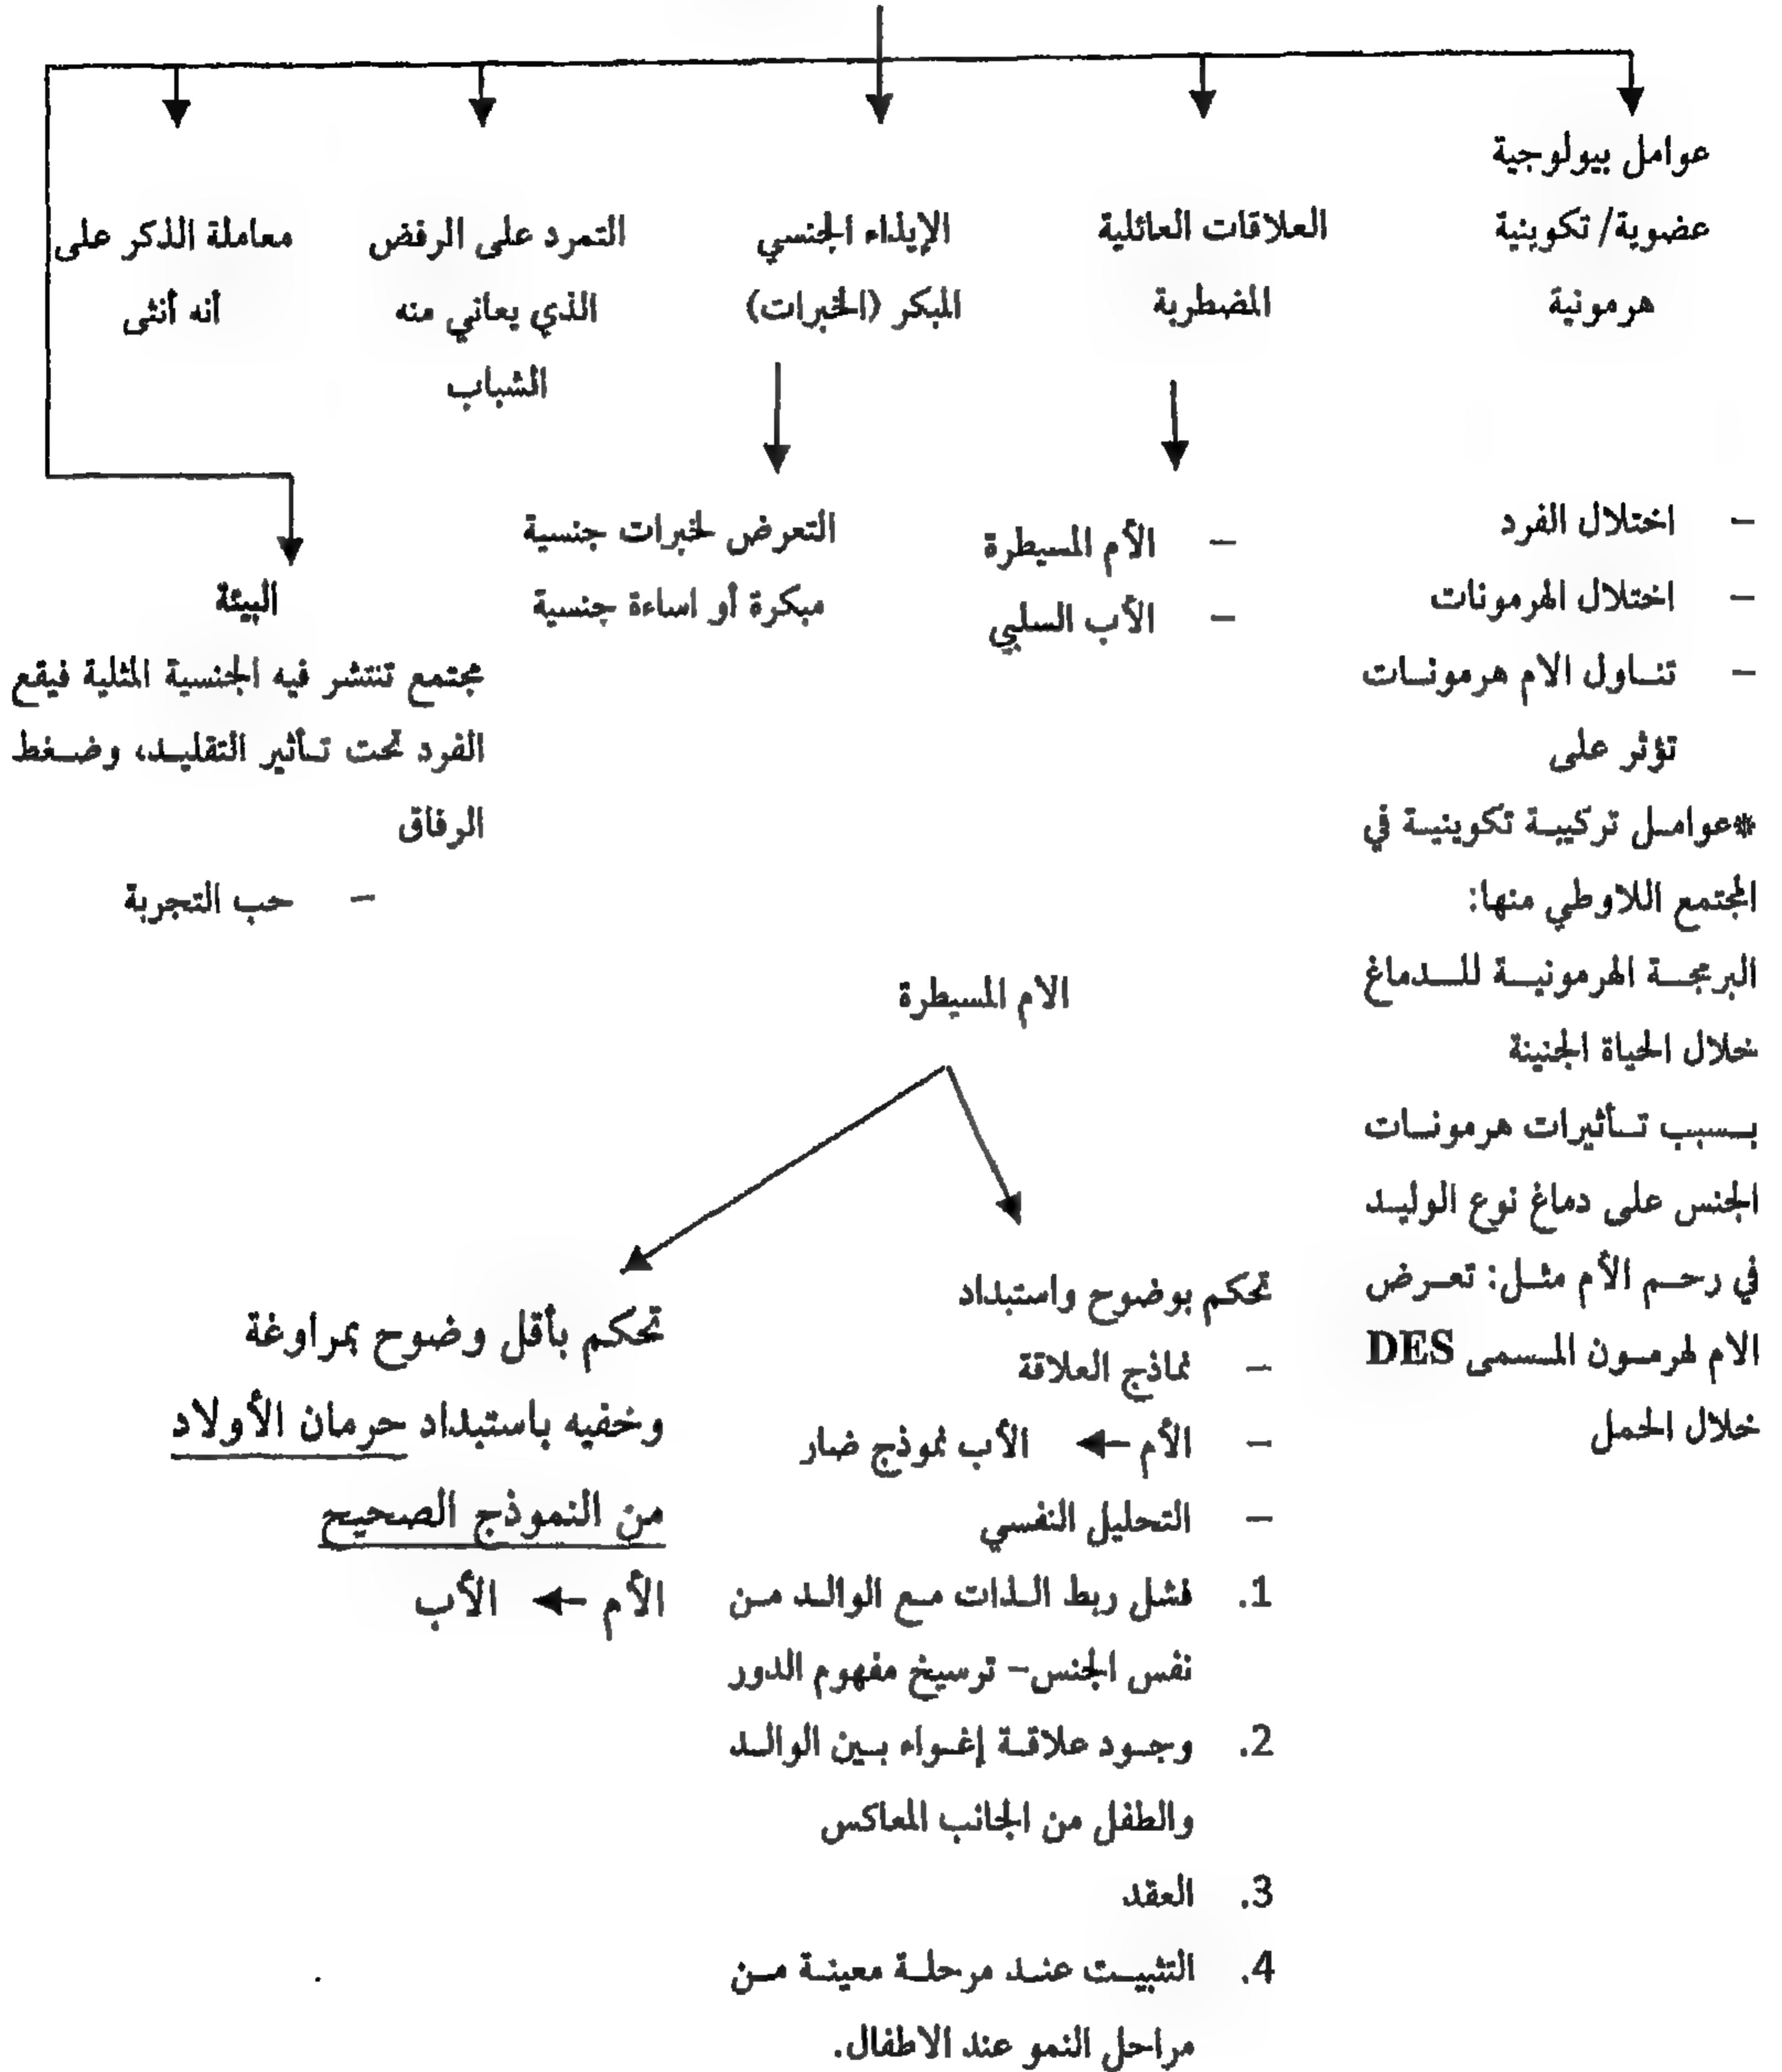 عوامل بيولوجية
عضوية/ تكوينية
هرمونية
العلاقات العائلية
المضطربة
الإيذاء الجنسي
المبكر (الخبرات)
التمرد على الرفض
الذي يعاني منه
الشباب
معاملة الذكر على
أنه أنثى
– اختلال الفرد
– اختلال الهرمونات
– تناول الام هرمونات
تؤثر على
*عوامل تركيبة تكوينية في
المجتمع اللاوطي منها:
البرمجة الهرمونية للدماغ
خلال الحياة الجنينة
بسبب تأثيرات هرمونات
الجنس على دماغ نوع الوليد
في رحم الأم مثل: تعرض
الام لهرمون المسمى DES
خلال الحمل
– الأم المسيطرة
– الأب السلبي
التعرض لخبرات جنسية
مبكرة أو اساءة جنسية
البيئة
مجتمع تنتشر فيه الجنسية المثلية فيقع
الفرد تحت تأثير التقليد، وضغط
الرفاق
– حب التجربة
الام المسيطرة
تحكم بوضوح واستبداد
– نماذج العلاقة
– الأم ← الأب نموذج ضار
– التحليل النفسي
1. فشل ربط الذات مع الوالد من
نفس الجنس– ترسيخ مفهوم الدور
2. وجود علاقة إغواء بين الوالد
والطفل من الجانب المعاكس
3. العقد
4. التثبيت عند مرحلة معينة من
مراحل النمو عند الاطفال.
تحكم بأقل وضوح بمراوغة
وخفيه باستبداد حرمان الأولاد
من النموذج الصحيح
الأم ← الأب